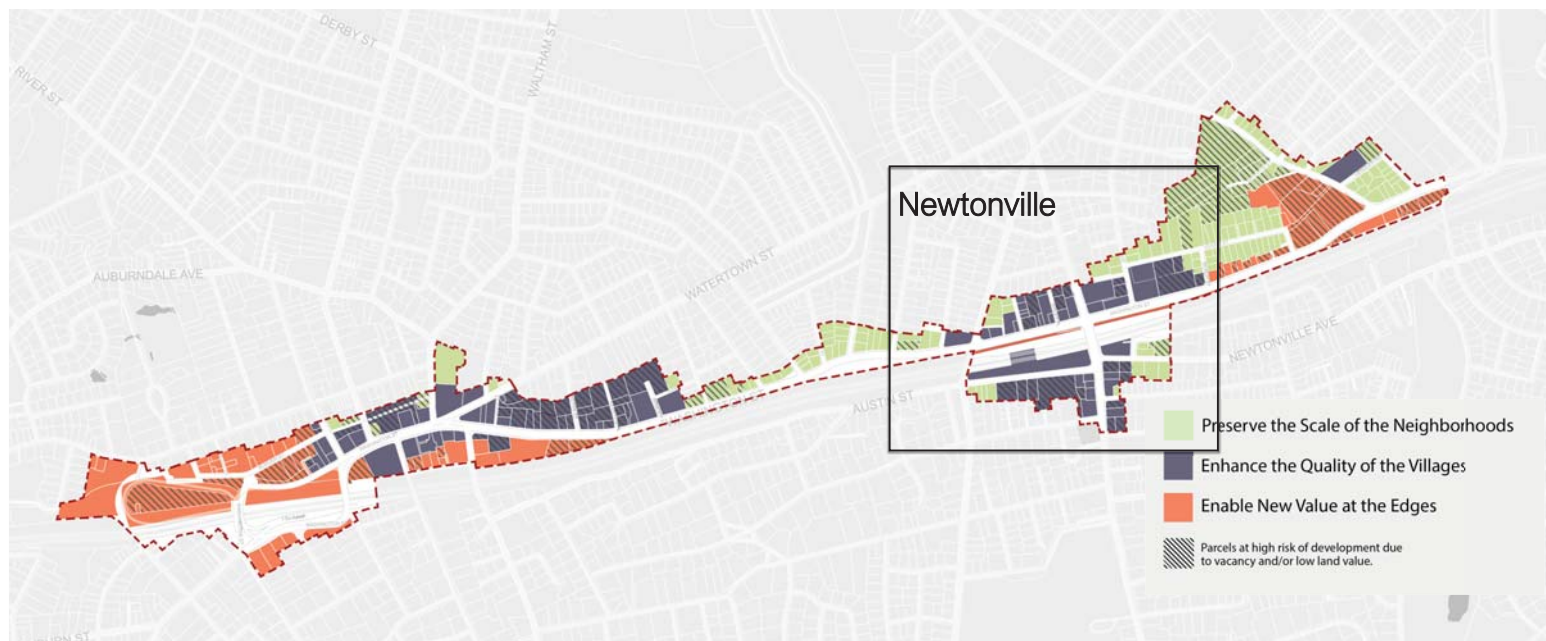 DERBY ST
WALTHAM ST
RIVER ST
Newtonville
WATERTOWN ST
AUBURNDALE AVE
NEWTONVILLE AVE
AUSTIN ST
Preserve the Scale of the Neighborhoods
Enhance the Quality of the Villages
Enable New Value at the Edges
Parcels at high risk of development due
to vacancy and/or low land value.